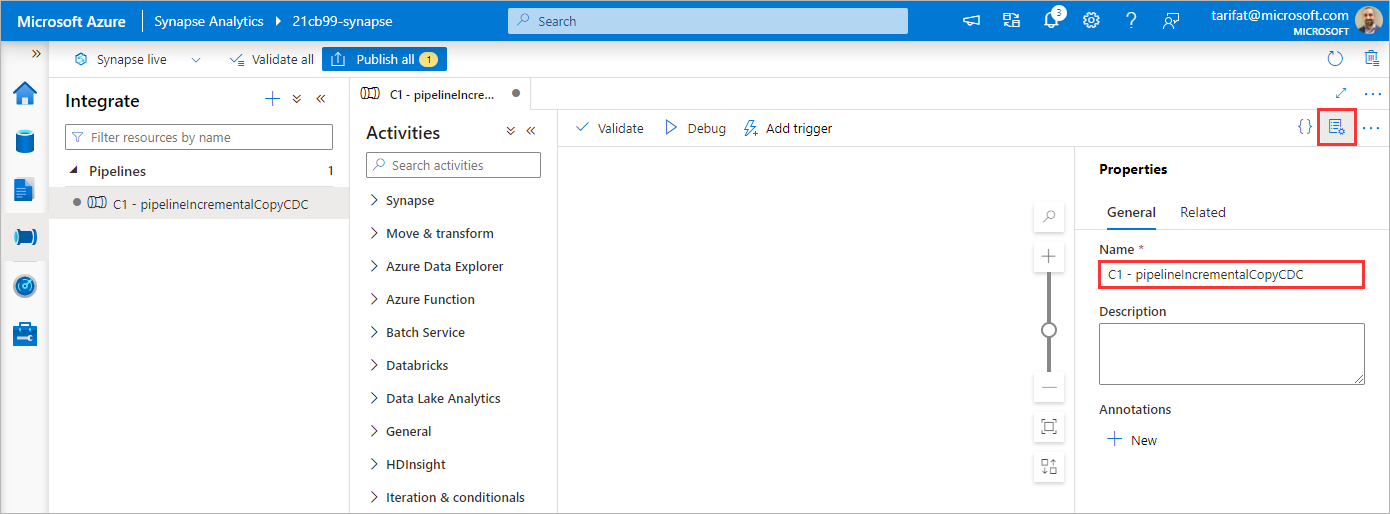 Microsoft Azure
Synapse Analytics
21cb99-synapse
Search
3
tarifat@microsoft.com
MICROSOFT
Synapse live
Validate all
Publish all
1
Integrate
Filter resources by name
Pipelines
1
C1 - pipelineIncrementalCopyCDC
C1 - pipelineIncre...
Activities
Search activities
Synapse
Move & transform
Azure Data Explorer
Azure Function
Batch Service
Databricks
Data Lake Analytics
General
HDInsight
Iteration & conditionals
Validate
Debug
Add trigger
{}
Properties
General
Related
Name *
C1 - pipelineIncrementalCopyCDC
Description
Annotations
New